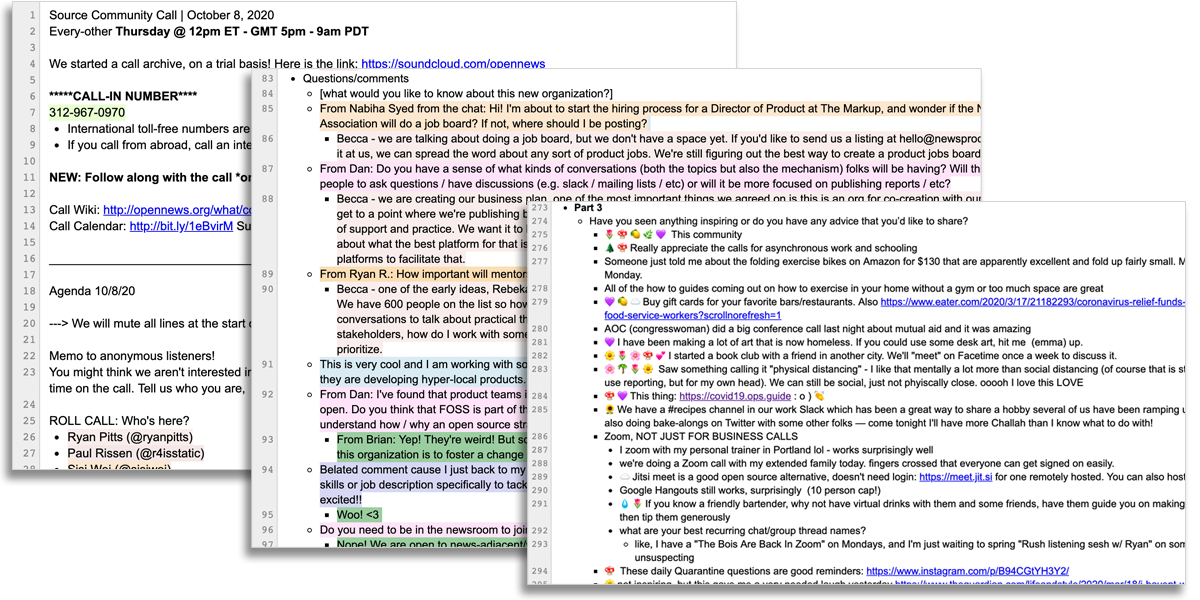 1 Source Community Call | October 8, 2020
2 Every-other Thursday @ 12pm ET - GMT 5pm - 9am PDT
3
4 We started a call archive, on a trial basis! Here is the link: https://soundcloud.com/opennews
5
6 *****CALL-IN NUMBER****
7 312-967-0970
8 • International toll-free numbers are
9 • If you call from abroad, call an inte
10
11 NEW: Follow along with the call *or
12
13 Call Wiki: http://opennews.org/what/co
14 Call Calendar: http://bit.ly/1eBvirM Su
15
16
17
18 Agenda 10/8/20
19
20 ---> We will mute all lines at the start o
21
22 Memo to anonymous listeners!
23 You might think we aren't interested in
time on the call. Tell us who you are,
24
25 ROLL CALL: Who's here?
26 • Ryan Pitts (@ryanpitts)
27 • Paul Rissen (@r4isstatic)
28
83 • Questions/comments
84 ○ [what would you like to know about this new organization?]
85 ○ From Nabiha Syed from the chat: Hi! I'm about to start the hiring process for a Director of Product at The Markup, and wonder if the N
Association will do a job board? If not, where should I be posting?
86 ▪ Becca - we are talking about doing a job board, but we don't have a space yet. If you'd like to send us a listing at hello@newsproc
it at us, we can spread the word about any sort of product jobs. We're still figuring out the best way to create a product jobs board
87 ○ From Dan: Do you have a sense of what kinds of conversations (both the topics but also the mechanism) folks will be having? Will th
people to ask questions / have discussions (e.g. slack / mailing lists / etc) or will it be more focused on publishing reports / etc?
88 ▪ Becca - we are creating our business plan, one of the most important things we agreed on is this is an org for co-creation with our
get to a point where we're publishing b
of support and practice. We want to l
about what the best platform for that is
platforms to facilitate that.
89 ○ From Ryan R.: How important will mentor
90 ▪ Becca - one of the early ideas, Rebeka
We have 600 people on the list so how
conversations to talk about practical th
stakeholders, how do I work with some
prioritize.
91 ○ This is very cool and I am working with so
they are developing hyper-local products.
92 ○ From Dan: I've found that product teams i
open. Do you think that FOSS is part of th
understand how / why an open source stra
93 ▪ From Brian: Yep! They're weird! But so
this organization is to foster a change
94 ○ Belated comment cause I just back to my
skills or job description specifically to tack
excited!!
95 ▪ Woo! <3
96 ○ Do you need to be in the newsroom to join
97 ▪ Nope! We are open to news-adjacent/
273 • Part 3
274 ○ Have you seen anything inspiring or do you have any advice that you'd like to share?
275 ▪ 🌷 🍄 🍋 🌿 💜 This community
276 ▪ 🌲 🍄 Really appreciate the calls for asynchronous work and schooling
277 ▪ Someone just told me about the folding exercise bikes on Amazon for $130 that are apparently excellent and fold up fairly small. M
Monday.
278 ▪ All of the how to guides coming out on how to exercise in your home without a gym or too much space are great
279 ▪ 💜 🍋 ☁️ Buy gift cards for your favorite bars/restaurants. Also https://www.eater.com/2020/3/17/21182293/coronavirus-relief-funds-
food-service-workers?scrollnorefresh=1
280 ▪ AOC (congresswoman) did a big conference call last night about mutual aid and it was amazing
281 ▪ 💜 I have been making a lot of art that is now homeless. If you could use some desk art, hit me (emma) up.
282 ▪ 🌼 🌷 🌸 🍄 💕 I started a book club with a friend in another city. We'll "meet" on Facetime once a week to discuss it.
283 ▪ 🌸 🌴 🌷 🌼 Saw something calling it "physical distancing" - I like that mentally a lot more than social distancing (of course that is st
use reporting, but for my own head). We can still be social, just not phyiscally close. ooooh I love this LOVE
284 ▪ 🍄 💜 This thing: https://covid19.ops.guide : o ) 👏
285 ▪ 🌻 We have a #recipes channel in our work Slack which has been a great way to share a hobby several of us have been ramping u
also doing bake-alongs on Twitter with some other folks — come tonight I'll have more Challah than I know what to do with!
286 ▪ Zoom, NOT JUST FOR BUSINESS CALLS
287 • I zoom with my personal trainer in Portland lol - works surprisingly well
288 • we're doing a Zoom call with my extended family today. fingers crossed that everyone can get signed on easily.
289 • ☁️ Jitsi meet is a good open source alternative, doesn't need login: https://meet.jit.si for one remotely hosted. You can also host
290 • Google Hangouts still works, surprisingly (10 person cap!)
291 • 💧 🌷 If you know a friendly bartender, why not have virtual drinks with them and some friends, have them guide you on making
then tip them generously
292 • what are your best recurring chat/group thread names?
293 ○ like, I have a "The Bois Are Back In Zoom" on Mondays, and I'm just waiting to spring "Rush listening sesh w/ Ryan" on som
unsuspecting
294 ▪ 🍄 These daily Quarantine questions are good reminders: https://www.instagram.com/p/B94CGtYH3Y2/